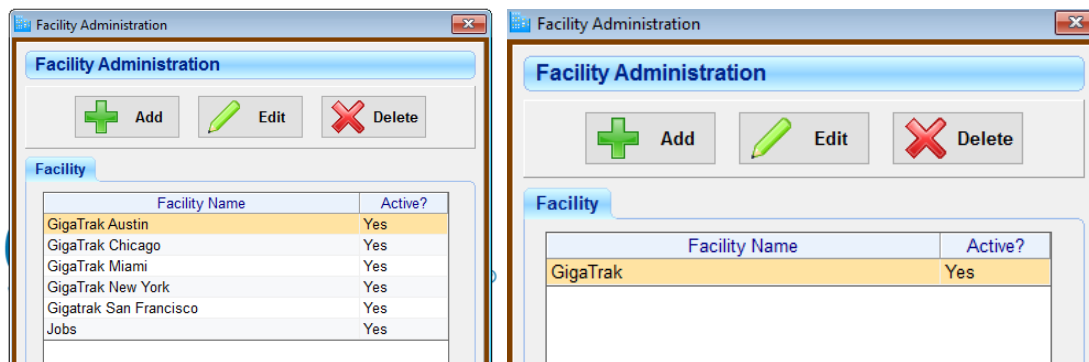 Facility Administration
Facility Administration
Add Edit Delete
Facility
Facility Name Active?
GigaTrak Austin Yes
GigaTrak Chicago Yes
GigaTrak Miami Yes
GigaTrak New York Yes
Gigatrak San Francisco Yes
Jobs Yes
Facility Administration
Facility Administration
Add Edit Delete
Facility
Facility Name Active?
GigaTrak Yes